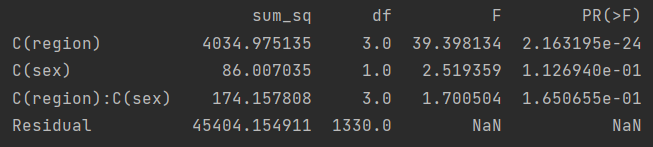 sum_sq df F PR(>F)
C(region) 4034.975135 3.0 39.398134 2.163195e-24
C(sex) 86.007035 1.0 2.519359 1.126940e-01
C(region):C(sex) 174.157808 3.0 1.700504 1.650655e-01
Residual 45404.154911 1330.0 NaN NaN